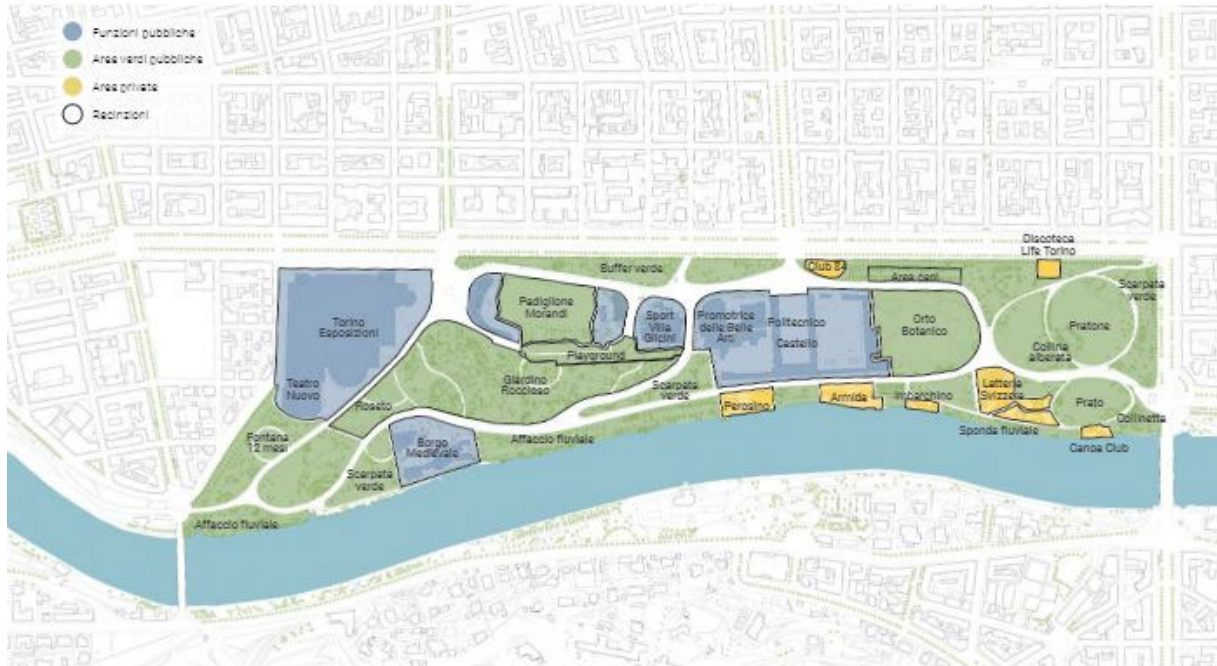 Funzioni pubbliche
Aree verdi pubbliche
Aree private
Recinzioni
Discoteca
Life Torino
Buffer verde
Club 84
Area cani
Scarpata
verde
Padiglione
Morandi
Torino
Esposizioni
Sport
Villa
Glicini
Promotrice
delle Belle
Arti
Politecnico
Castello
Orto
Botanico
Pratone
Collina
alberata
Playground
Teatro
Nuovo
Giardino
Roccioso
Scarpata
verde
Roseto
Perosino
Armida
Imbarchino
Latteria
Svizzera
Prato
Collinetta
Fontana
12 mesi
Borgo
Medievale
Affaccio fluviale
Sponda fluviale
Canoa Club
Scarpata
verde
Affaccio fluviale